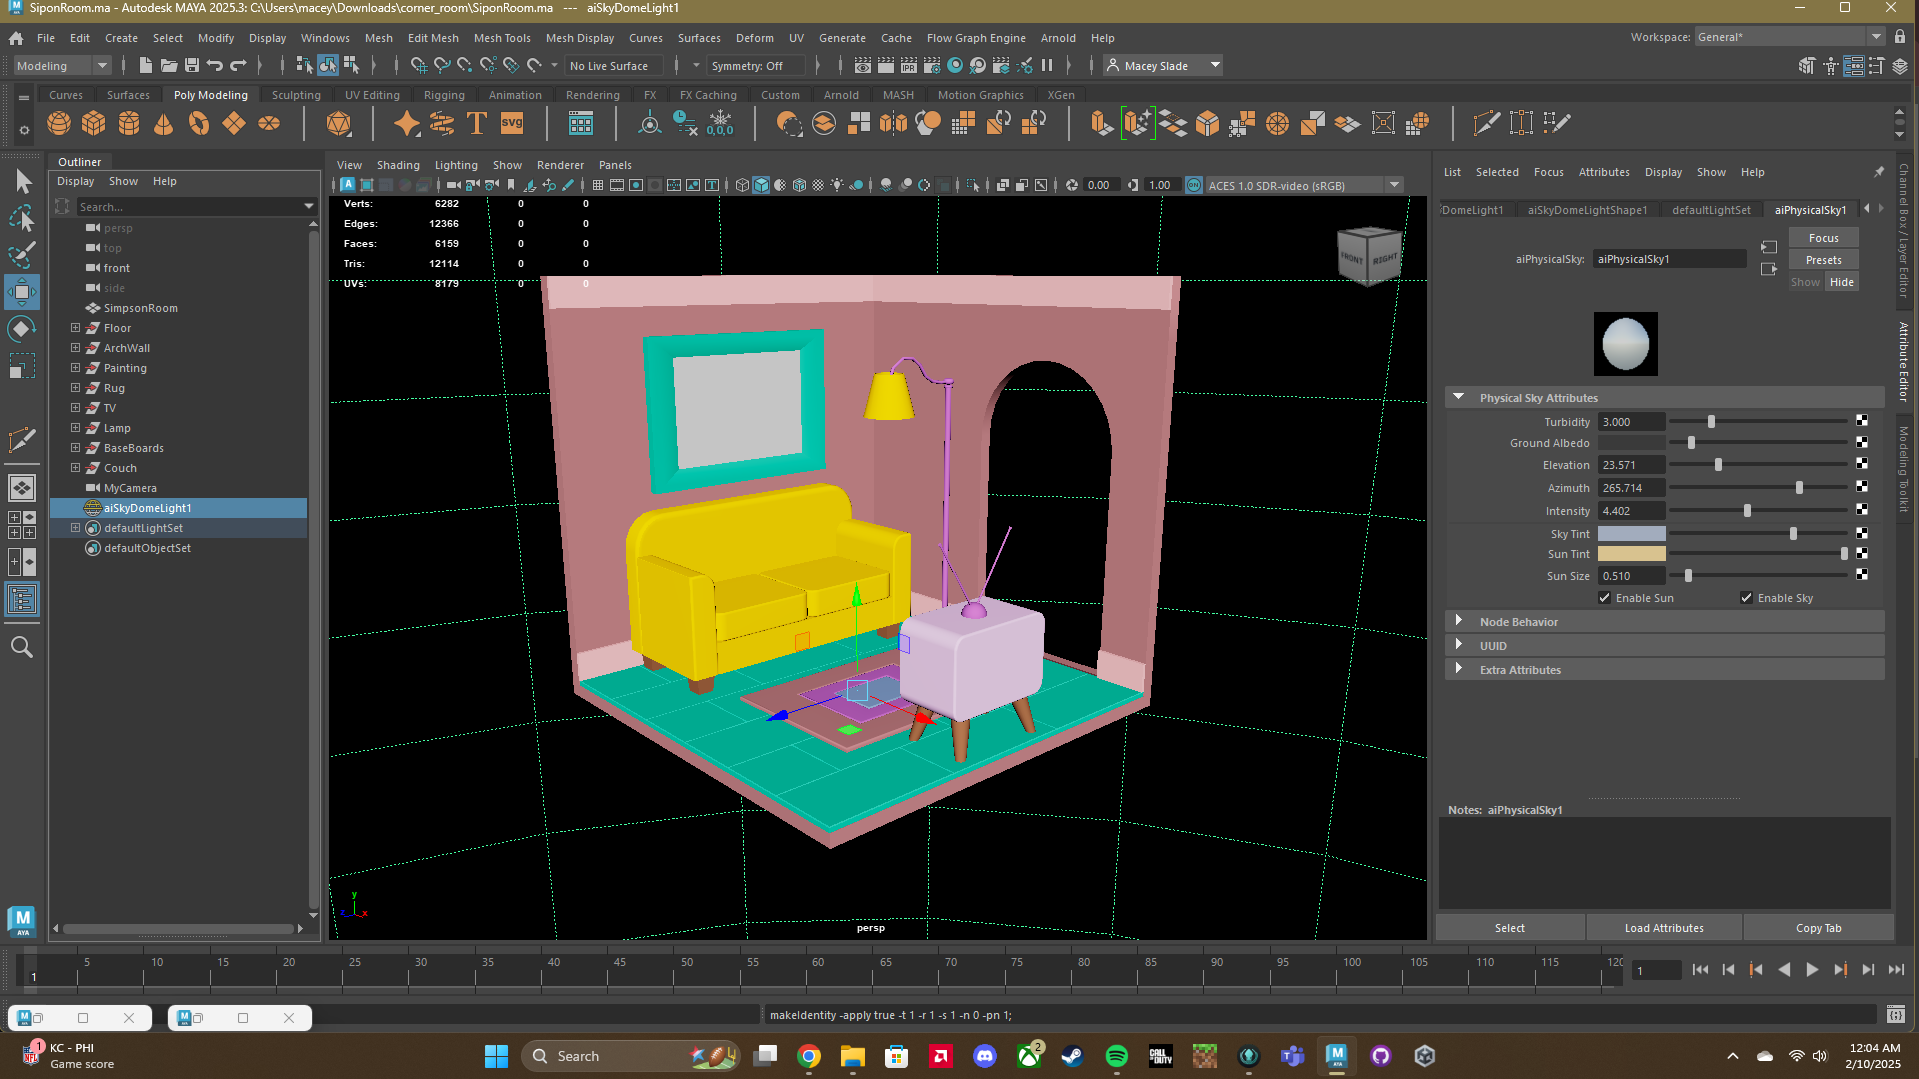 SiponRoom.ma - Autodesk MAYA 2025.3: C:\Users\macey\Downloads\corner_room\SiponRoom.ma   ---   aiSkyDomeLight1
File Edit Create Select Modify Display Windows Mesh Edit Mesh Mesh Tools Mesh Display Curves Surfaces Deform UV Generate Cache Flow Graph Engine Arnold Help
Workspace: General*
Modeling
No Live Surface
Symmetry: Off
Macey Slade
Curves Surfaces Poly Modeling Sculpting UV Editing Rigging Animation Rendering FX FX Caching Custom Arnold MASH Motion Graphics XGen
SVG
0,0,0
Outliner
Display Show Help
Search...
persp
top
front
side
SimpsonRoom
Floor
ArchWall
Painting
Rug
TV
Lamp
BaseBoards
Couch
MyCamera
aiSkyDomeLight1
defaultLightSet
defaultObjectSet
View Shading Lighting Show Renderer Panels
0.00
1.00
ACES 1.0 SDR-video (sRGB)
Verts: 6282 0 0
Edges: 12366 0 0
Faces: 6159 0 0
Tris: 12114 0 0
UVs: 8179 0 0
FRONT RIGHT
y
z x
persp
List Selected Focus Attributes Display Show Help
DomeLight1 aiSkyDomeLightShape1 defaultLightSet aiPhysicalSky1
aiPhysicalSky: aiPhysicalSky1
Focus
Presets
Show Hide
Physical Sky Attributes
Turbidity 3.000
Ground Albedo
Elevation 23.571
Azimuth 265.714
Intensity 4.402
Sky Tint
Sun Tint
Sun Size 0.510
Enable Sun Enable Sky
Node Behavior
UUID
Extra Attributes
Notes: aiPhysicalSky1
Select Load Attributes Copy Tab
Channel Box / Layer Editor
Attribute Editor
Modeling Toolkit
M
AYA
1 5 10 15 20 25 30 35 40 45 50 55 60 65 70 75 80 85 90 95 100 105 110 115 120
1
makeIdentity -apply true -t 1 -r 1 -s 1 -n 0 -pn 1;
1
KC - PHI
Game score
Search
2
CALL OF DUTY
12:04 AM
2/10/2025